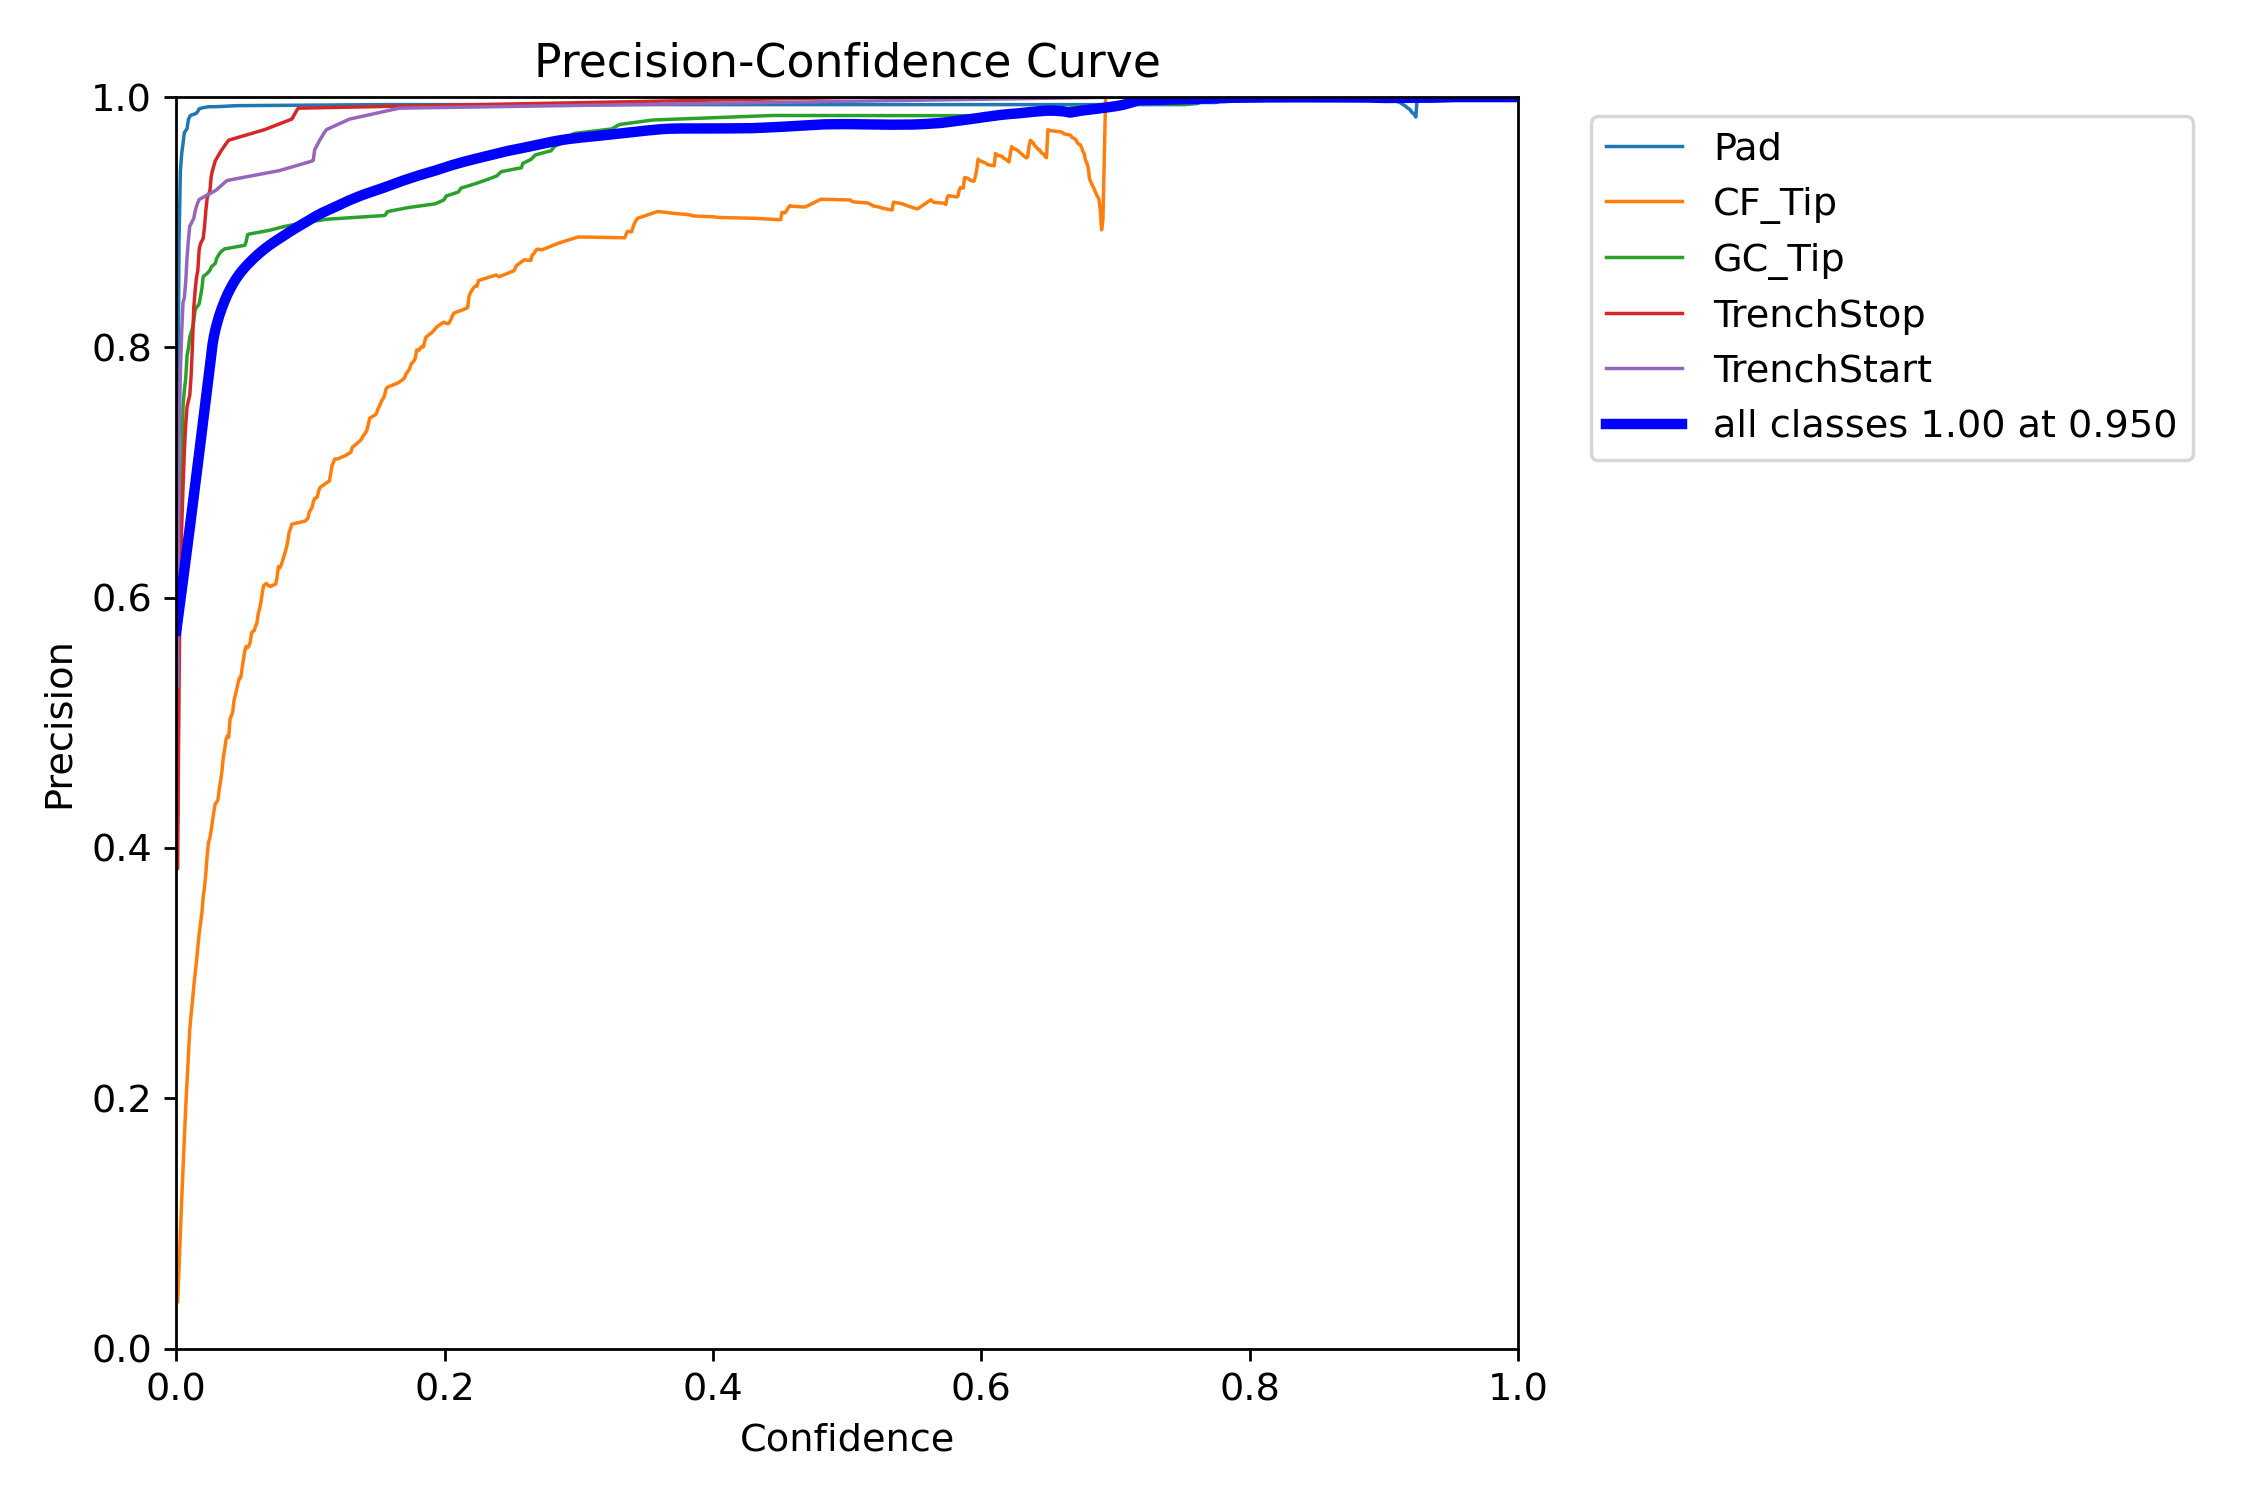 Precision-Confidence Curve
1.0
0.8
0.6
0.4
0.2
0.0
Precision
0.0 0.2 0.4 0.6 0.8 1.0
Confidence
Pad
CF_Tip
GC_Tip
TrenchStop
TrenchStart
all classes 1.00 at 0.950